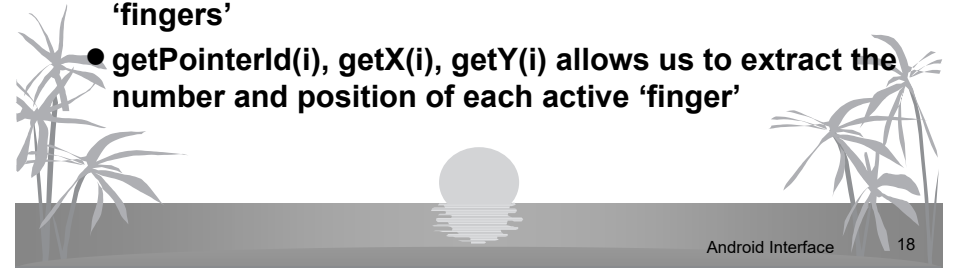 ‘fingers’
● getPointerId(i), getX(i), getY(i) allows us to extract the
number and position of each active ‘finger’
Android Interface 18